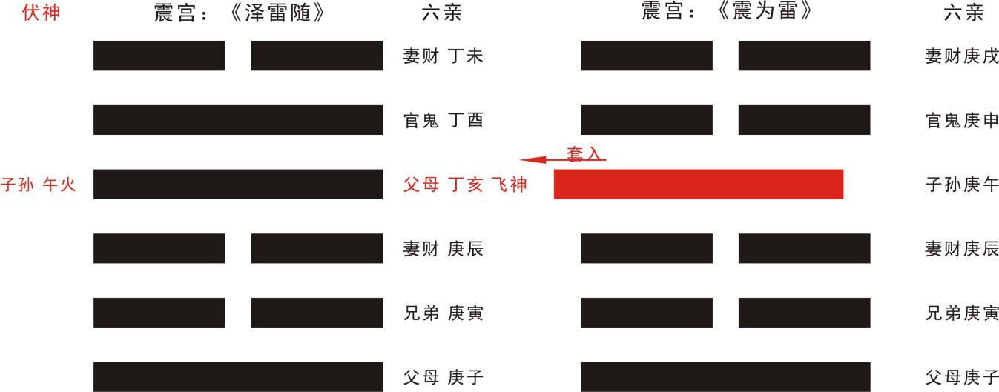 伏神 震宫：《泽雷随》 六亲 震宫：《震为雷》 六亲
妻财 丁未 妻财庚戌
官鬼 丁酉 官鬼庚申
套入
子孙 午火 父母 丁亥 飞神 子孙庚午
妻财 庚辰 妻财庚辰
兄弟 庚寅 兄弟庚寅
父母 庚子 父母庚子